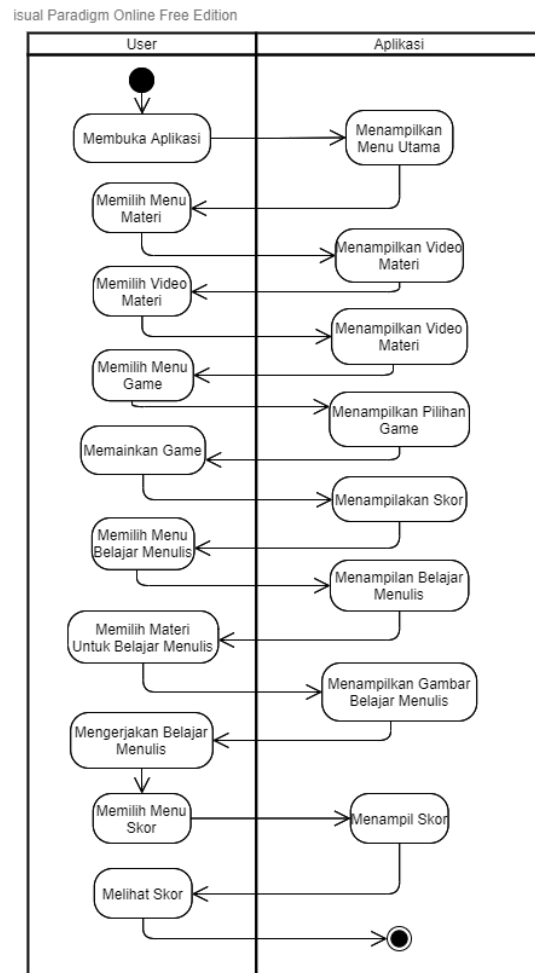 isual Paradigm Online Free Edition
User
Aplikasi
Membuka Aplikasi
Menampilkan
Menu Utama
Memilih Menu
Materi
Menampilkan Video
Materi
Memilih Video
Materi
Menampilkan Video
Materi
Memilih Menu
Game
Menampilkan Pilihan
Game
Memainkan Game
Menampilakan Skor
Memilih Menu
Belajar Menulis
Menampilan Belajar
Menulis
Memilih Materi
Untuk Belajar Menulis
Menampilkan Gambar
Belajar Menulis
Mengerjakan Belajar
Menulis
Memilih Menu
Skor
Menampil Skor
Melihat Skor